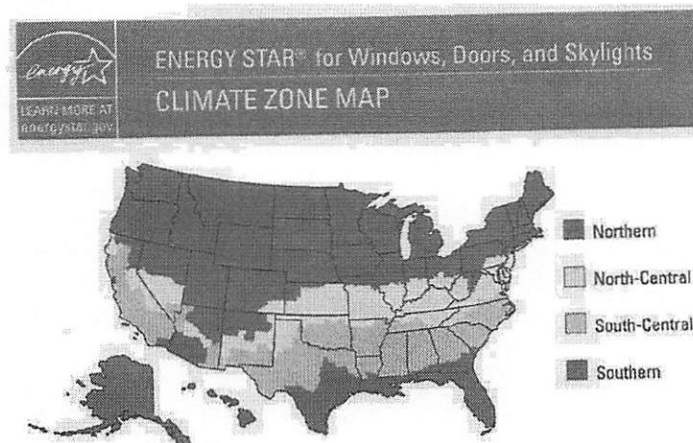 energy
LEARN MORE AT
energystar.gov
ENERGY STAR® for Windows, Doors, and Skylights
CLIMATE ZONE MAP
Northern
North-Central
South-Central
Southern